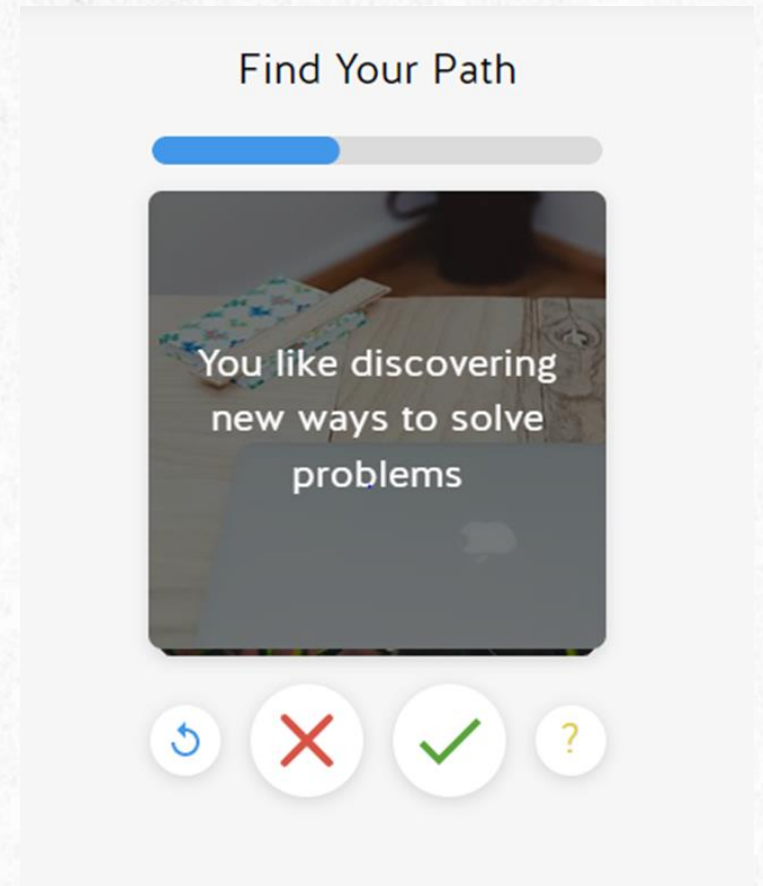 Find Your Path
You like discovering
new ways to solve
problems
?